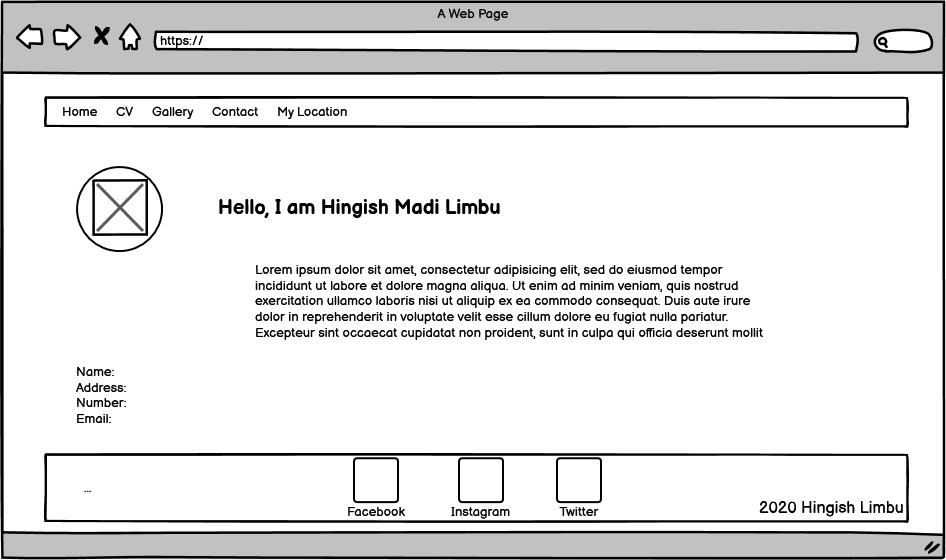 A Web Page
https://
Home CV Gallery Contact My Location
Hello, I am Hingish Madi Limbu
Lorem ipsum dolor sit amet, consectetur adipisicing elit, sed do eiusmod tempor
incididunt ut labore et dolore magna aliqua. Ut enim ad minim veniam, quis nostrud
exercitation ullamco laboris nisi ut aliquip ex ea commodo consequat. Duis aute irure
dolor in reprehenderit in voluptate velit esse cillum dolore eu fugiat nulla pariatur.
Excepteur sint occaecat cupidatat non proident, sunt in culpa qui officia deserunt mollit
Name:
Address:
Number:
Email:
...
Facebook Instagram Twitter
2020 Hingish Limbu